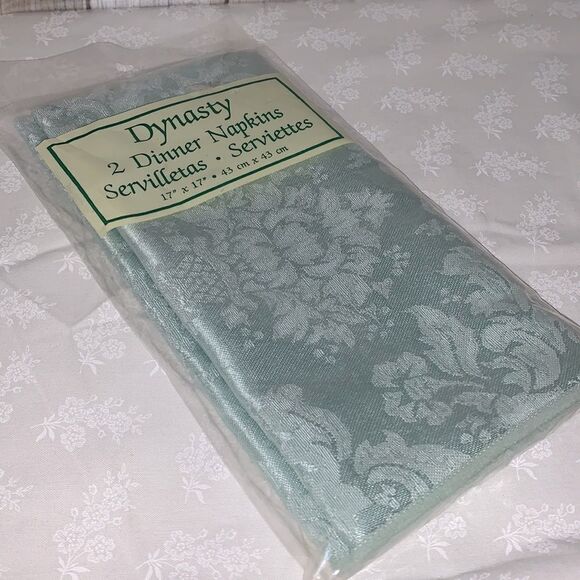 Dynasty
2 Dinner Napkins
Servilletas • Serviettes
17" x 17" • 43 cm x 43 cm